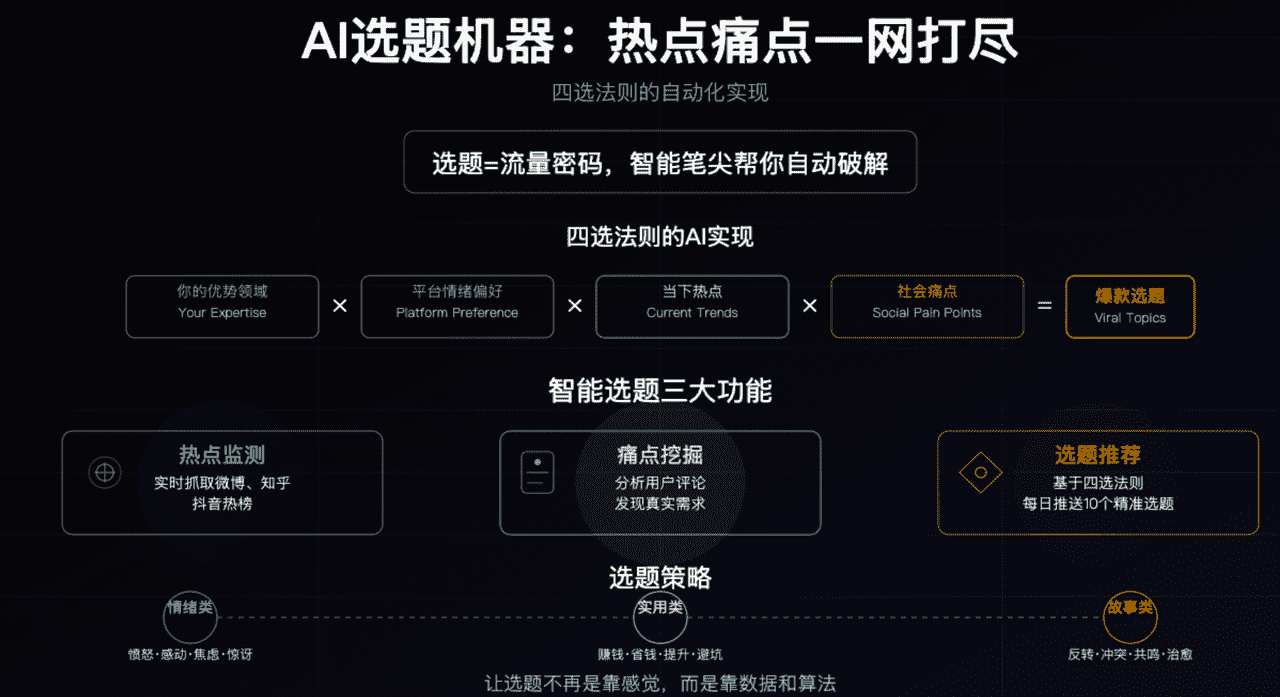 AI选题机器：热点痛点一网打尽
四选法则的自动化实现
选题=流量密码，智能笔尖帮你自动破解
四选法则的AI实现
你的优势领域
Your Expertise
×
平台情绪偏好
Platform Preference
×
当下热点
Current Trends
×
社会痛点
Social Pain Points
=
爆款选题
Viral Topics
智能选题三大功能
热点监测
实时抓取微博、知乎
抖音热榜
痛点挖掘
分析用户评论
发现真实需求
选题推荐
基于四选法则
每日推送10个精准选题
选题策略
情绪类
愤怒·感动·焦虑·惊讶
实用类
赚钱·省钱·提升·避坑
故事类
反转·冲突·共鸣·治愈
让选题不再是靠感觉，而是靠数据和算法